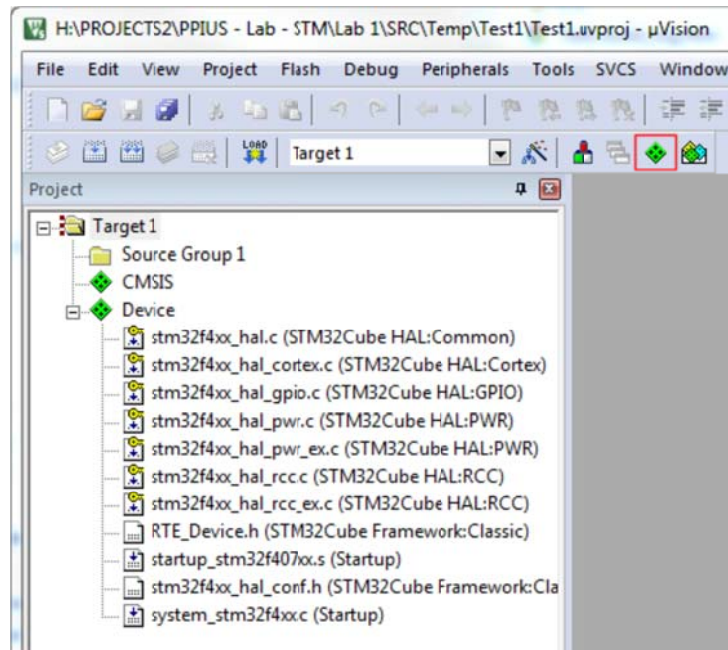 H:\PROJECTS2\PPIUS - Lab - STM\Lab 1\SRC\Temp\Test1\Test1.uvproj - µVision
File Edit View Project Flash Debug Peripherals Tools SVCS Window
LOAD Target 1
Project
Target 1
Source Group 1
CMSIS
Device
stm32f4xx_hal.c (STM32Cube HAL:Common)
stm32f4xx_hal_cortex.c (STM32Cube HAL:Cortex)
stm32f4xx_hal_gpio.c (STM32Cube HAL:GPIO)
stm32f4xx_hal_pwr.c (STM32Cube HAL:PWR)
stm32f4xx_hal_pwr_ex.c (STM32Cube HAL:PWR)
stm32f4xx_hal_rcc.c (STM32Cube HAL:RCC)
stm32f4xx_hal_rcc_ex.c (STM32Cube HAL:RCC)
RTE_Device.h (STM32Cube Framework:Classic)
startup_stm32f407xx.s (Startup)
stm32f4xx_hal_conf.h (STM32Cube Framework:Cla
system_stm32f4xx.c (Startup)